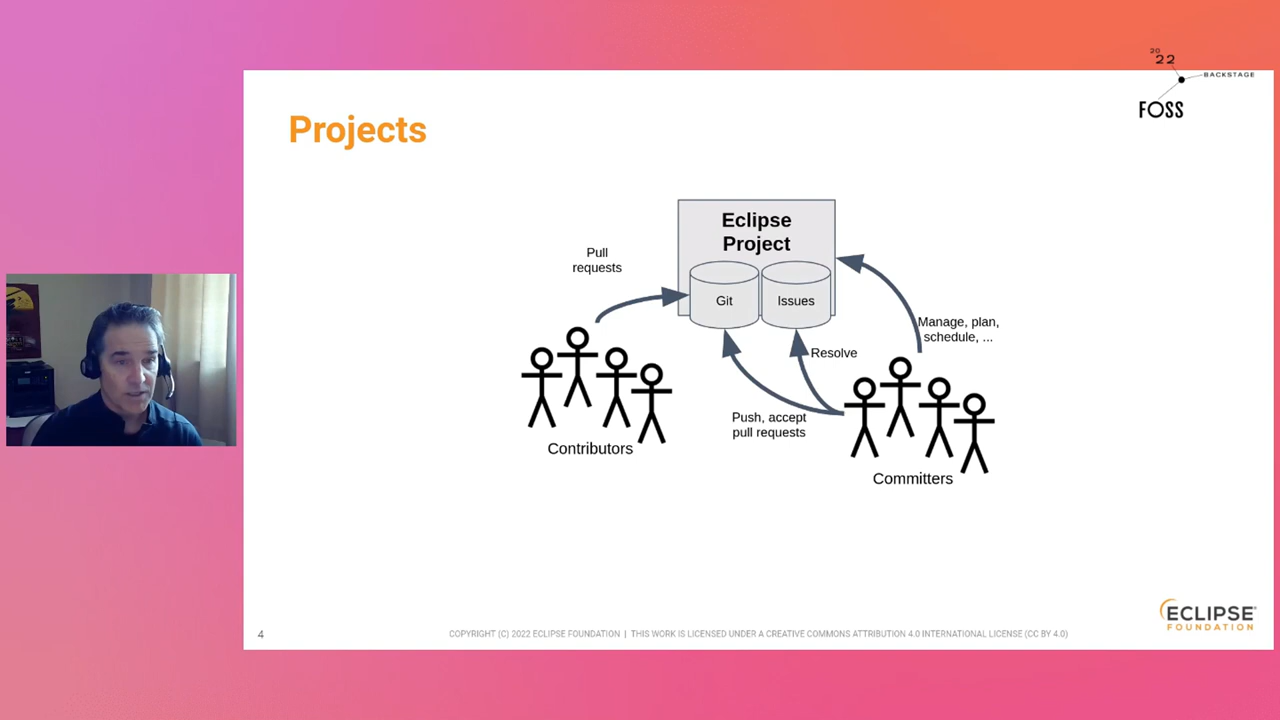 20
22
BACKSTAGE
FOSS
Projects
Eclipse
Project
Git
Issues
Pull
requests
Manage, plan,
schedule, ...
Resolve
Push, accept
pull requests
Contributors
Committers
4
COPYRIGHT (C) 2022 ECLIPSE FOUNDATION | THIS WORK IS LICENSED UNDER A CREATIVE COMMONS ATTRIBUTION 4.0 INTERNATIONAL LICENSE (CC BY 4.0)
ECLIPSE
FOUNDATION